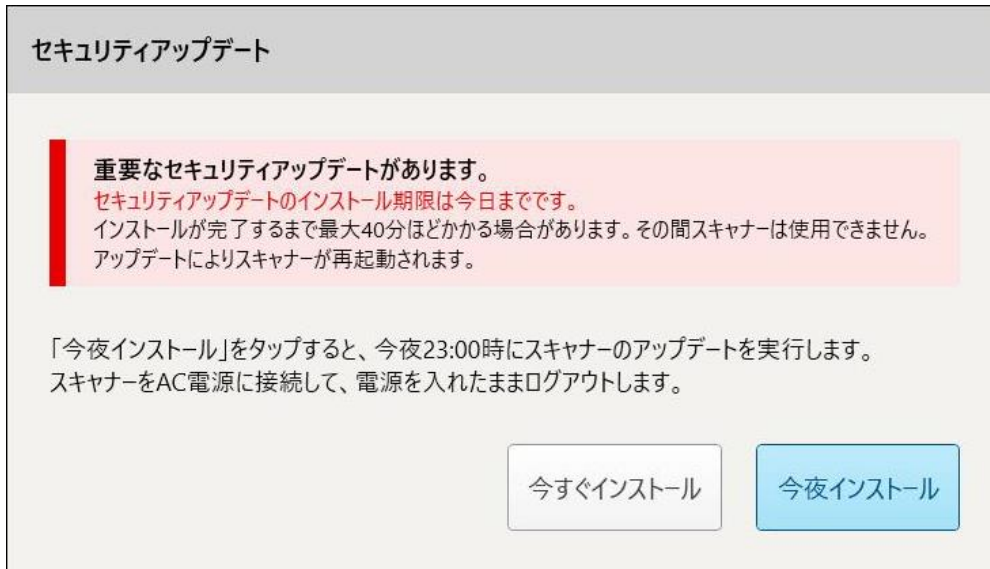 セキュリティアップデート
重要なセキュリティアップデートがあります。
セキュリティアップデートのインストール期限は今日までです。
インストールが完了するまで最大40分ほどかかる場合があります。その間スキャナーは使用できません。
アップデートによりスキャナーが再起動されます。
「今夜インストール」をタップすると、今夜23:00時にスキャナーのアップデートを実行します。
スキャナーをAC電源に接続して、電源を入れたままログアウトします。
今すぐインストール
今夜インストール